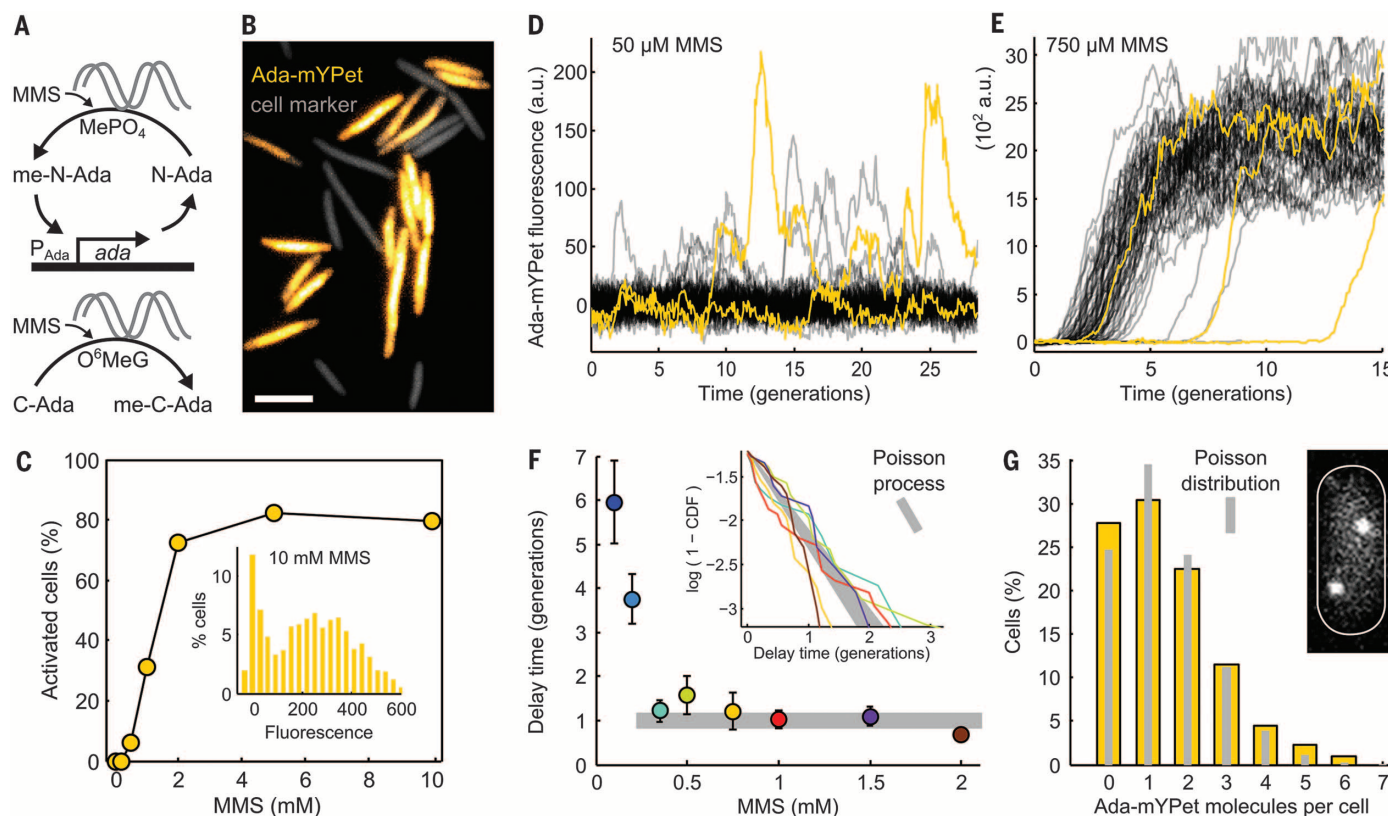 A
MMS
MePO4
me-N-Ada
N-Ada
PAda
ada
MMS
O6MeG
C-Ada
me-C-Ada
B
Ada-mYPet
cell marker
C
Activated cells (%)
100
80
60
40
20
0
0
2
4
6
8
10
MMS (mM)
10 mM MMS
% cells
10
5
0
0
200
400
600
Fluorescence
D
50 µM MMS
Ada-mYPet fluorescence (a.u.)
200
150
100
50
0
0
5
10
15
20
25
Time (generations)
E
750 µM MMS
(10² a.u.)
30
25
20
15
10
5
0
0
5
10
15
Time (generations)
F
Delay time (generations)
7
6
5
4
3
2
1
0
0
0.5
1
1.5
2
MMS (mM)
log (1 − CDF)
−1.5
−2
−2.5
−3
0
1
2
3
Delay time (generations)
Poisson
process
G
Cells (%)
35
30
25
20
15
10
5
0
0
1
2
3
4
5
6
7
Ada-mYPet molecules per cell
Poisson
distribution